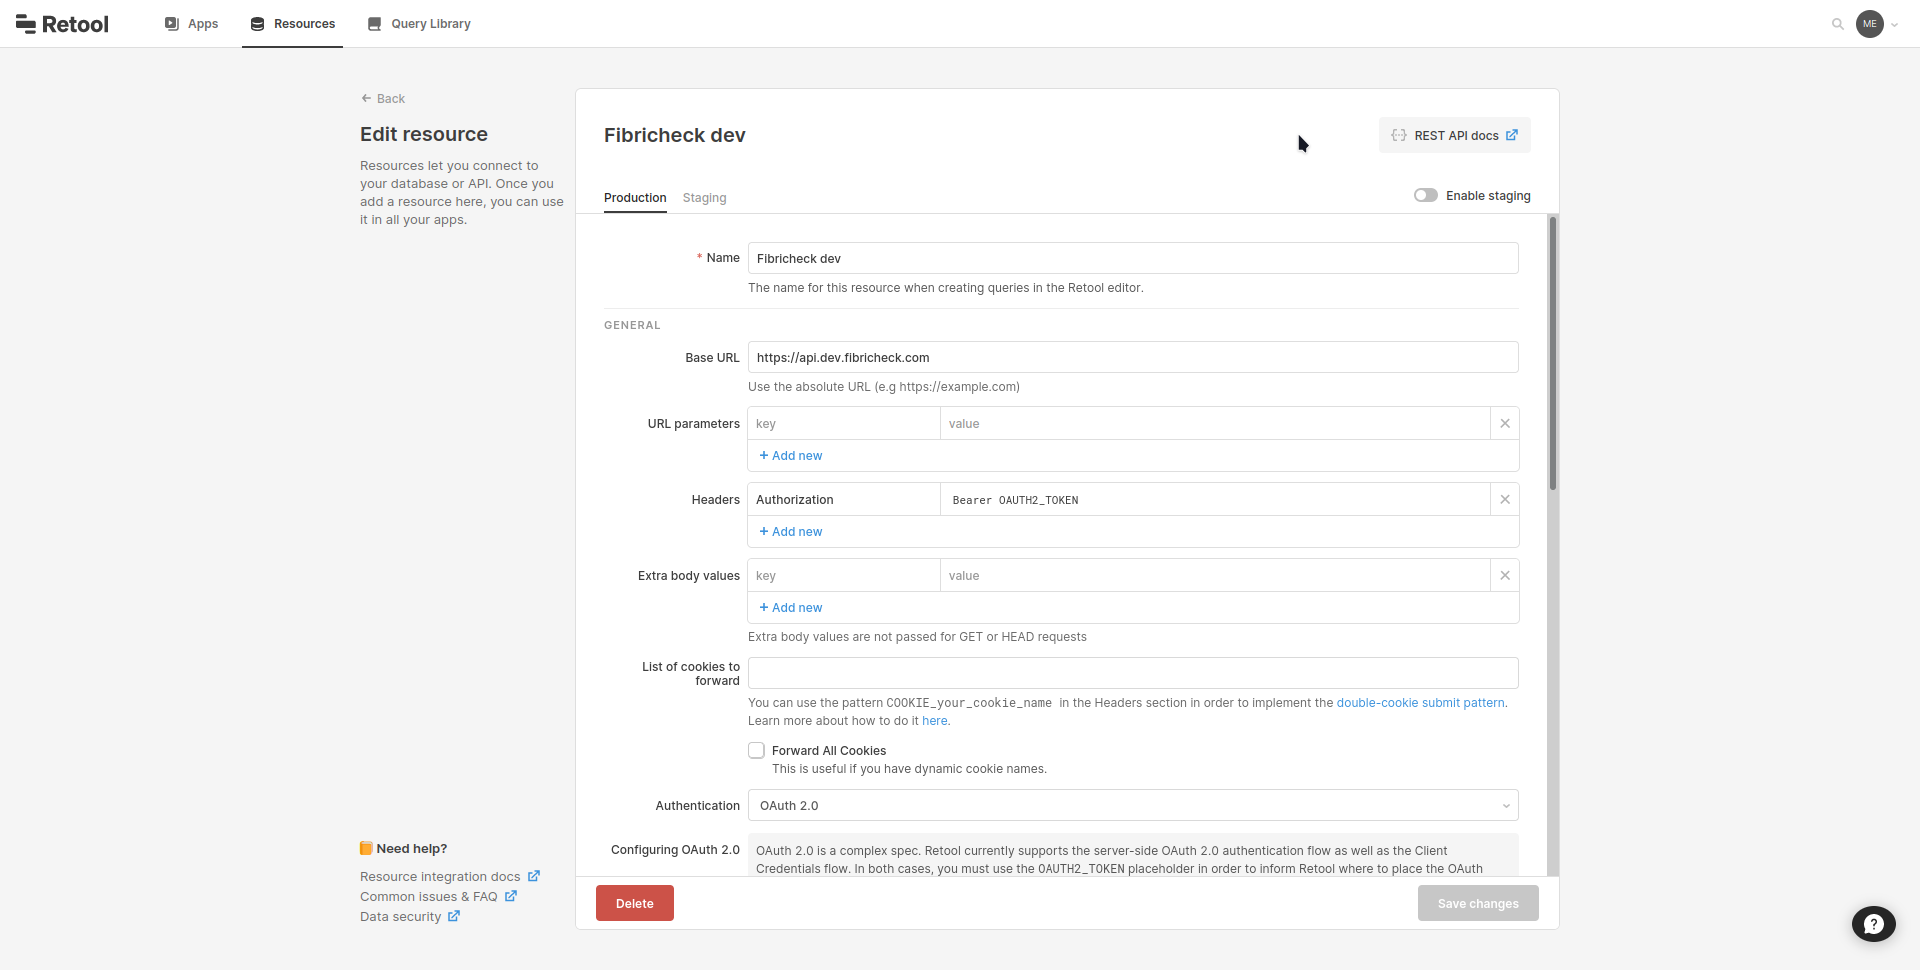 Retool
Apps
Resources
Query Library
ME
Back
Edit resource
Resources let you connect to
your database or API. Once you
add a resource here, you can use
it in all your apps.
Fibricheck dev
REST API docs
Production
Staging
Enable staging
* Name
Fibricheck dev
The name for this resource when creating queries in the Retool editor.
GENERAL
Base URL
https://api.dev.fibricheck.com
Use the absolute URL (e.g https://example.com)
URL parameters
key
value
+ Add new
Headers
Authorization
Bearer OAUTH2_TOKEN
+ Add new
Extra body values
key
value
+ Add new
Extra body values are not passed for GET or HEAD requests
List of cookies to
forward
You can use the pattern COOKIE_your_cookie_name in the Headers section in order to implement the double-cookie submit pattern.
Learn more about how to do it here.
Forward All Cookies
This is useful if you have dynamic cookie names.
Authentication
OAuth 2.0
Configuring OAuth 2.0
OAuth 2.0 is a complex spec. Retool currently supports the server-side OAuth 2.0 authentication flow as well as the Client
Credentials flow. In both cases, you must use the OAUTH2_TOKEN placeholder in order to inform Retool where to place the OAuth
Need help?
Resource integration docs
Common issues & FAQ
Data security
Delete
Save changes
?